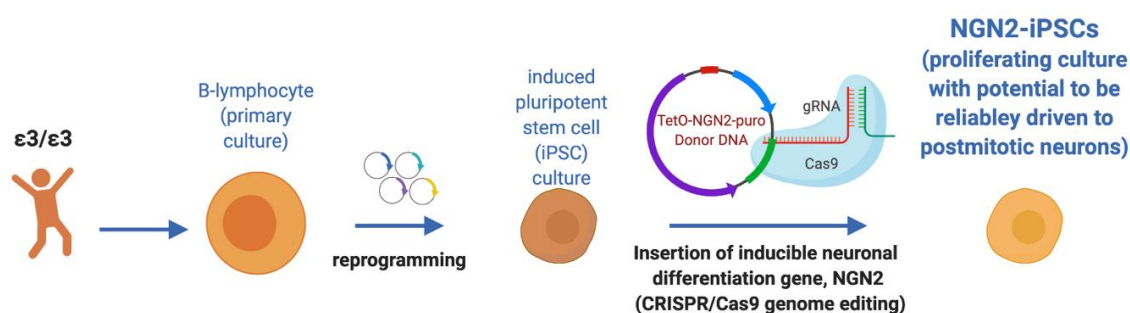 ε3/ε3
B-lymphocyte
(primary
culture)
reprogramming
induced
pluripotent
stem cell
(iPSC)
culture
TetO-NGN2-puro
Donor DNA
gRNA
Cas9
Insertion of inducible neuronal
differentiation gene, NGN2
(CRISPR/Cas9 genome editing)
NGN2-iPSCs
(proliferating culture
with potential to be
reliabley driven to
postmitotic neurons)